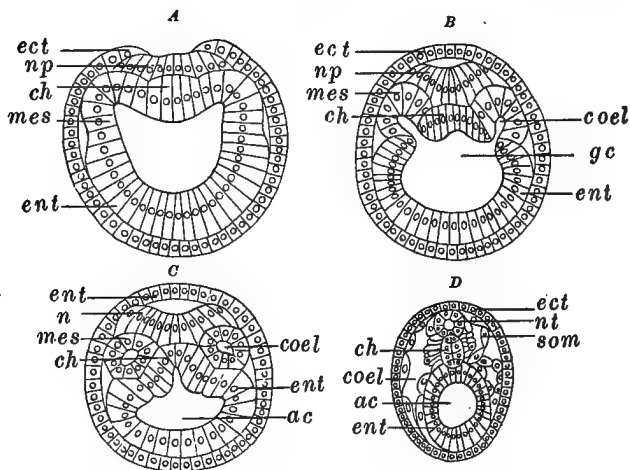 A
ect
np
ch
mes
ent
B
ect
np
mes
ch
coel
gc
ent
C
ent
n
mes
ch
coel
ent
ac
D
ect
nt
som
ch
coel
ac
ent